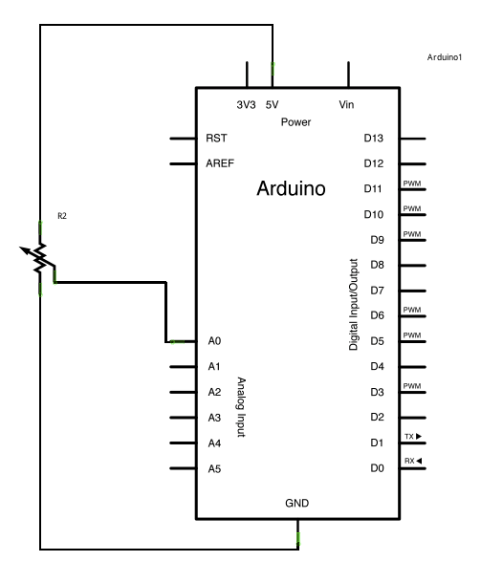 Arduino1
3V3 5V Vin
Power
RST D13
AREF D12
Arduino
D11 PWM
D10 PWM
R2
D9 PWM
D8
D7
Digital Input/Output
D6 PWM
A0 D5 PWM
A1 D4
A2 D3 PWM
Analog Input
A3 D2
A4 D1 TX ▶
A5 D0 RX ◀
GND